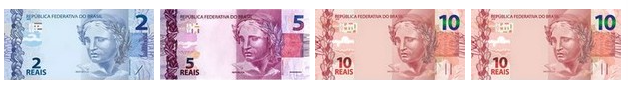 REPÚBLICA FEDERATIVA DO BRASIL 2
2
REAIS
REPÚBLICA FEDERATIVA DO BRASIL 5
5
REAIS
REPÚBLICA FEDERATIVA DO BRASIL 10
10
REAIS
REPÚBLICA FEDERATIVA DO BRASIL 10
10
REAIS